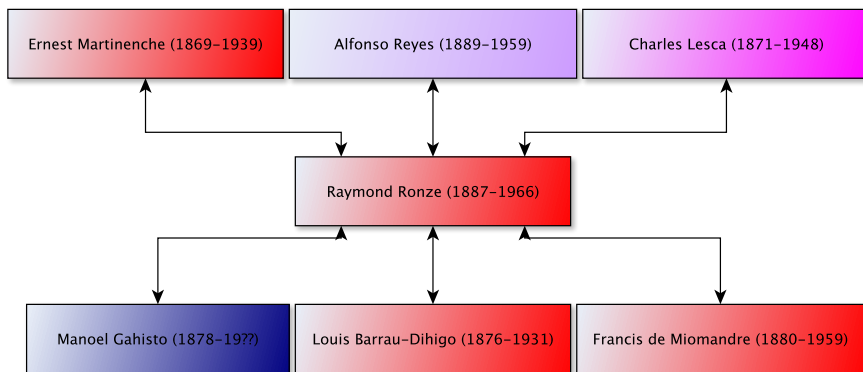 Ernest Martinenche (1869-1939)
Alfonso Reyes (1889-1959)
Charles Lesca (1871-1948)
Raymond Ronze (1887-1966)
Manoel Gahisto (1878-19??)
Louis Barrau-Dihigo (1876-1931)
Francis de Miomandre (1880-1959)